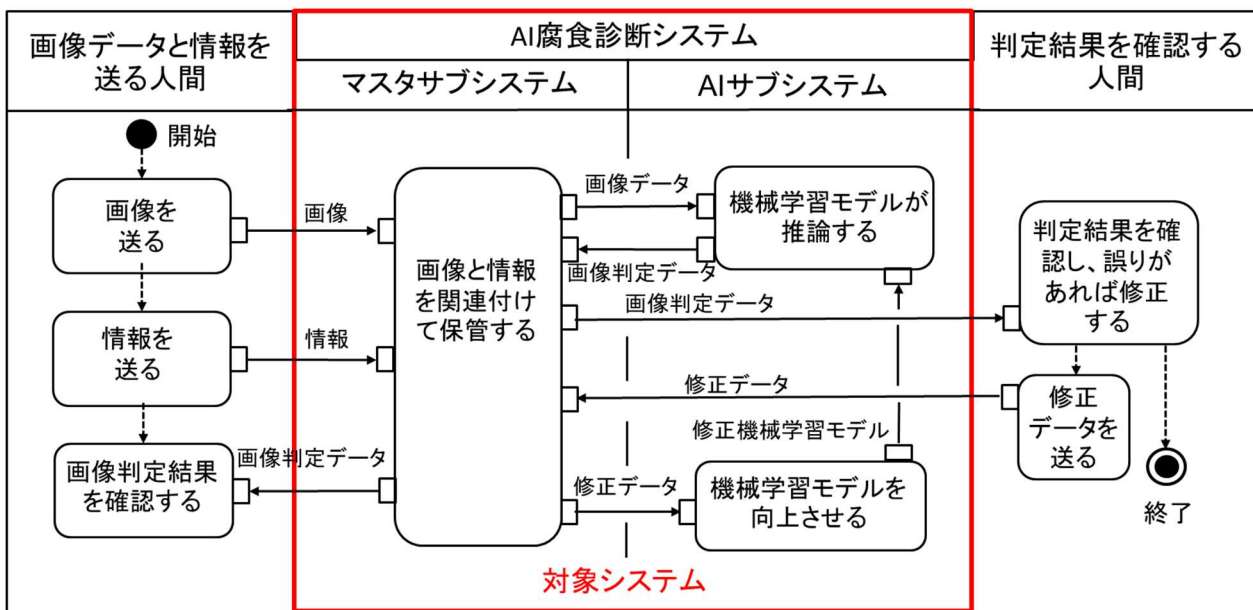 画像データと情報を
送る人間
AI腐食診断システム
マスタサブシステム
AIサブシステム
判定結果を確認する
人間
開始
画像を
送る
画像
情報を
送る
情報
画像判定結果
を確認する
画像判定データ
画像と情報
を関連付け
て保管する
画像データ
画像判定データ
機械学習モデルが
推論する
画像判定データ
修正データ
修正機械学習モデル
修正データ
機械学習モデルを
向上させる
判定結果を確
認し、誤りが
あれば修正
する
修正
データを
送る
終了
対象システム